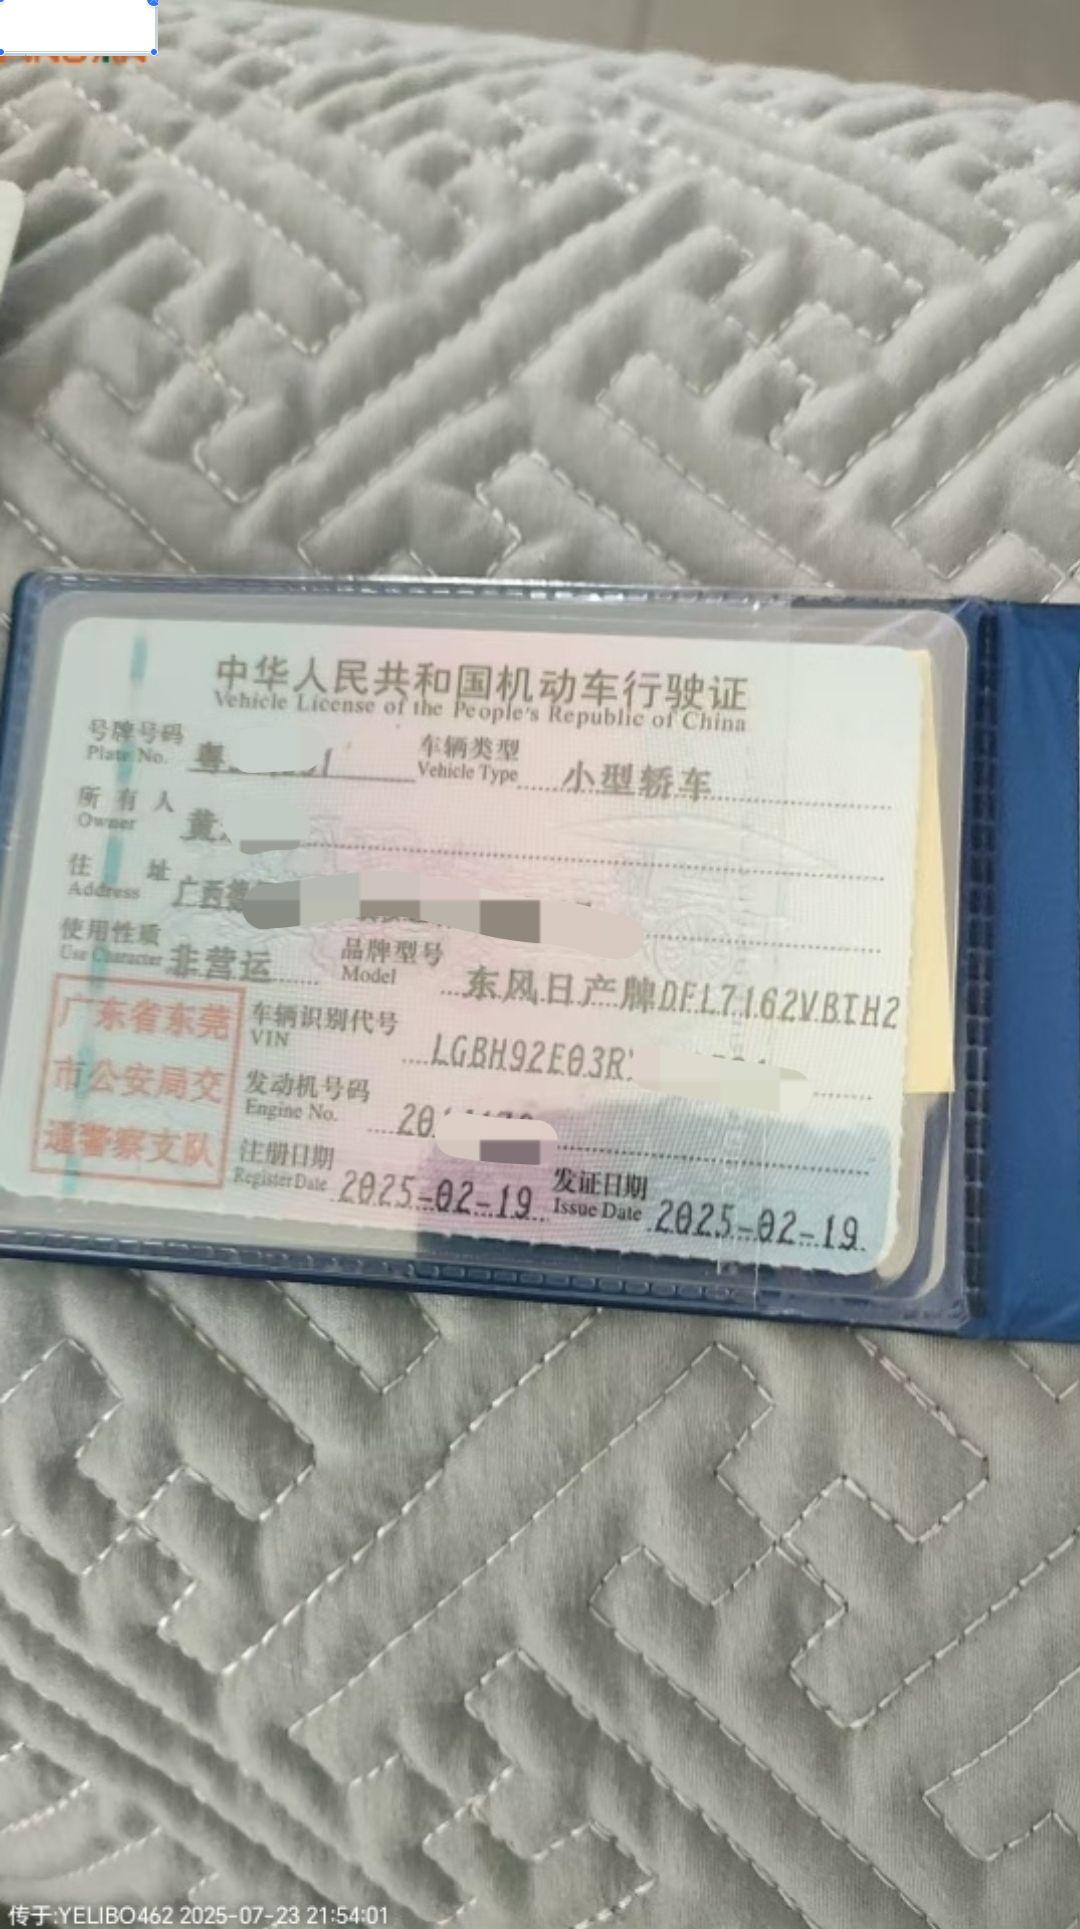 中华人民共和国机动车行驶证
Vehicle License of the People's Republic of China
号牌号码 粤 车辆类型 小型轿车
Plate No. Vehicle Type
所有人 黄
Owner
住址 广西
Address
使用性质 非营运 品牌型号 东风日产牌DFL7162VBIH2
Use Character Model
广东省东莞
市公安局交
通警察支队
车辆识别代号 LGBH92E03R
VIN
发动机号码 20
Engine No.
注册日期 2025-02-19 发证日期 2025-02-19
Register Date Issue Date
传于:YELIBO462 2025-07-23 21:54:01